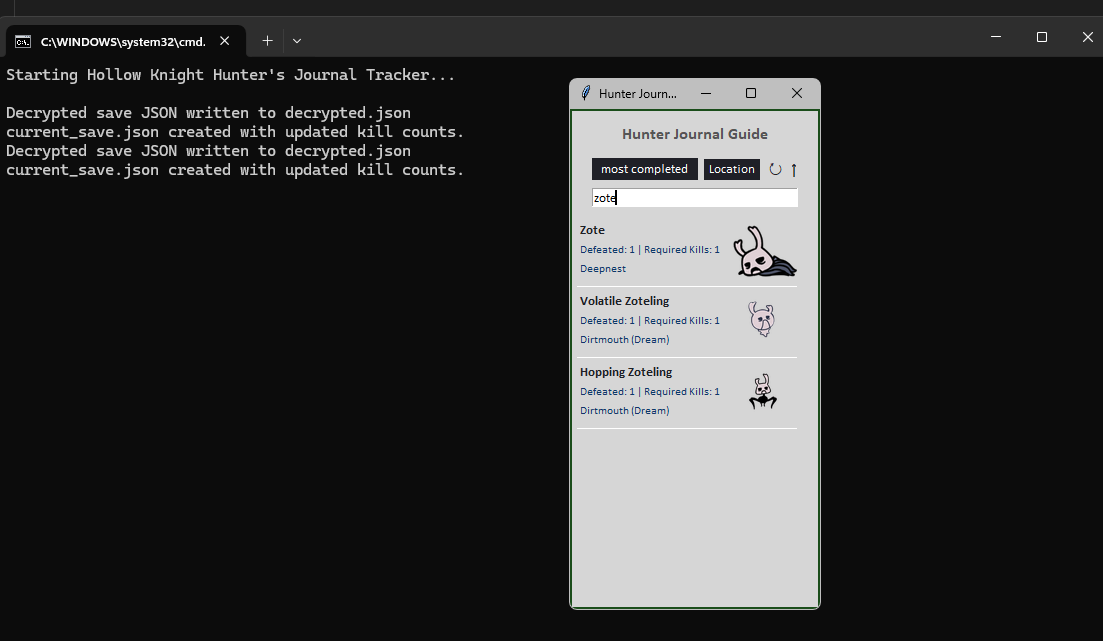 C:\WINDOWS\system32\cmd.
Starting Hollow Knight Hunter's Journal Tracker...
Decrypted save JSON written to decrypted.json
current_save.json created with updated kill counts.
Decrypted save JSON written to decrypted.json
current_save.json created with updated kill counts.
Hunter Journ...
Hunter Journal Guide
most completed Location
zote
Zote
Defeated: 1 | Required Kills: 1
Deepnest
Volatile Zoteling
Defeated: 1 | Required Kills: 1
Dirtmouth (Dream)
Hopping Zoteling
Defeated: 1 | Required Kills: 1
Dirtmouth (Dream)